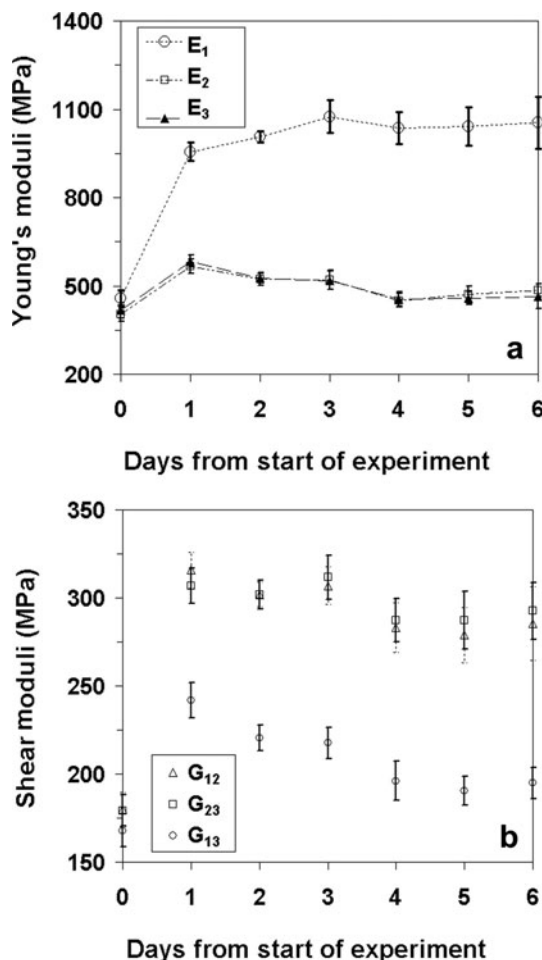 1400
1100
800
500
200
Young's moduli (MPa)
E1
E2
E3
a
0 1 2 3 4 5 6
Days from start of experiment
350
300
250
200
150
Shear moduli (MPa)
G12
G23
G13
b
0 1 2 3 4 5 6
Days from start of experiment